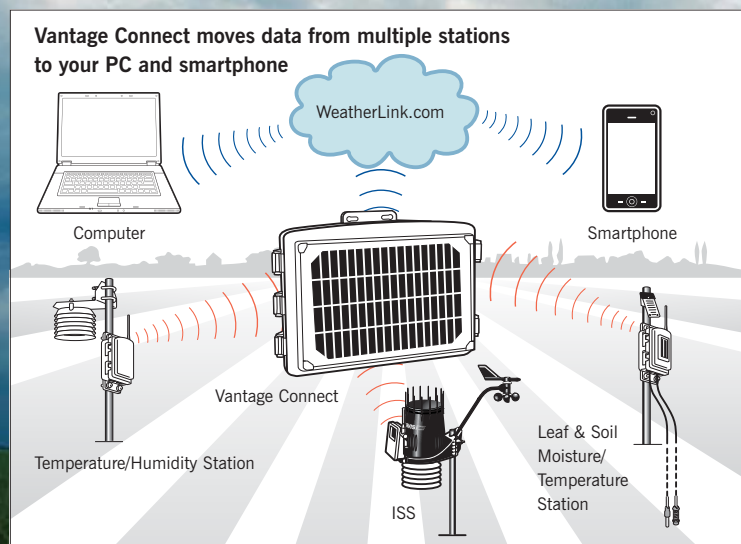 Vantage Connect moves data from multiple stations
to your PC and smartphone
WeatherLink.com
Computer
Smartphone
Vantage Connect
Temperature/Humidity Station
ISS
Leaf & Soil
Moisture/
Temperature
Station